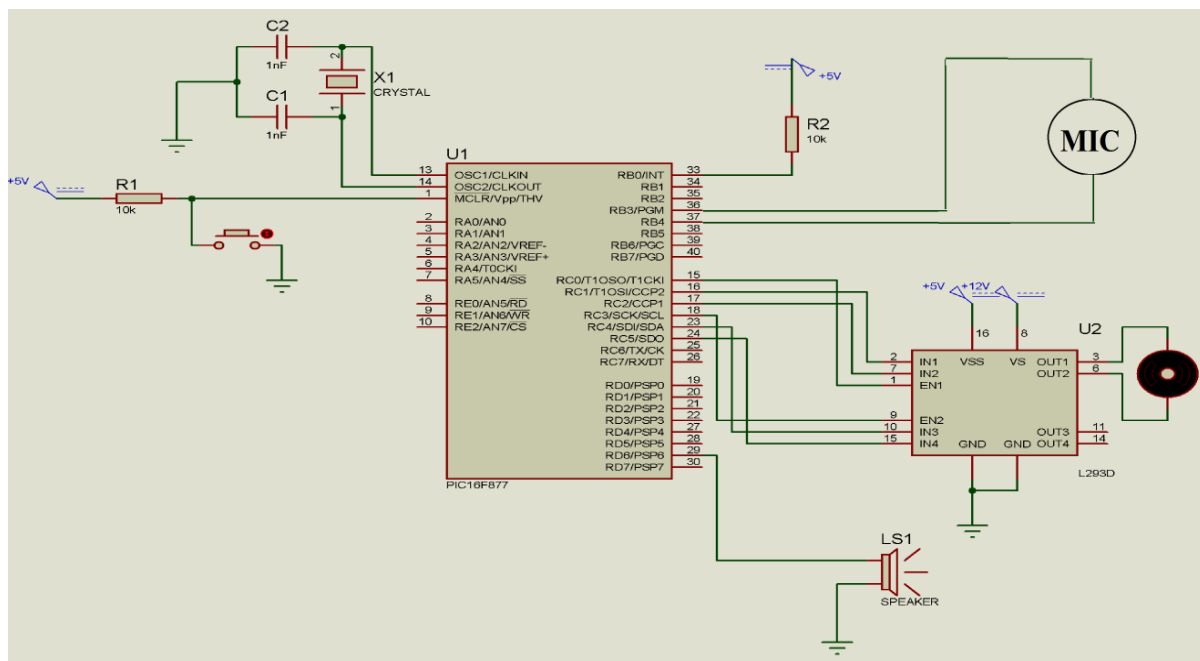 C2
1nF
2
X1
CRYSTAL
C1
1
1nF
+5V
R1
10k
+5V
R2
10k
MIC
U1
13 OSC1/CLKIN
14 OSC2/CLKOUT
1 MCLR/Vpp/THV
2 RA0/AN0
3 RA1/AN1
4 RA2/AN2/VREF-
5 RA3/AN3/VREF+
6 RA4/T0CKI
7 RA5/AN4/SS
8 RE0/AN5/RD
9 RE1/AN6/WR
10 RE2/AN7/CS
RB0/INT 33
RB1 34
RB2 35
RB3/PGM 36
RB4 37
RB5 38
RB6/PGC 39
RB7/PGD 40
RC0/T1OSO/T1CKI 15
RC1/T1OSI/CCP2 16
RC2/CCP1 17
RC3/SCK/SCL 18
RC4/SDI/SDA 23
RC5/SDO 24
RC6/TX/CK 25
RC7/RX/DT 26
RD0/PSP0 19
RD1/PSP1 20
RD2/PSP2 21
RD3/PSP3 22
RD4/PSP4 27
RD5/PSP5 28
RD6/PSP6 29
RD7/PSP7 30
PIC16F877
+5V +12V
16 8
U2
VSS VS
2 IN1
7 IN2
1 EN1
9 EN2
10 IN3
15 IN4
OUT1 3
OUT2 6
OUT3 11
OUT4 14
GND GND
L293D
LS1
SPEAKER